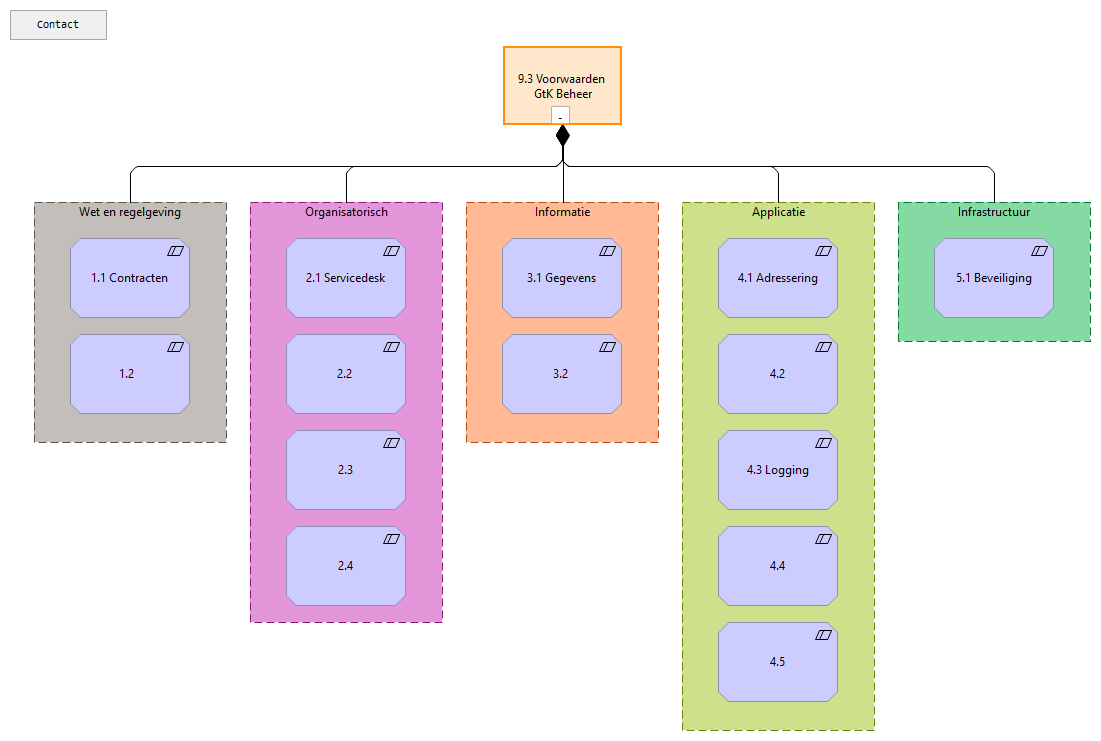 Contact
9.3 Voorwaarden
GtK Beheer
-
Wet en regelgeving
1.1 Contracten
1.2
Organisatorisch
2.1 Servicedesk
2.2
2.3
2.4
Informatie
3.1 Gegevens
3.2
Applicatie
4.1 Adressering
4.2
4.3 Logging
4.4
4.5
Infrastructuur
5.1 Beveiliging